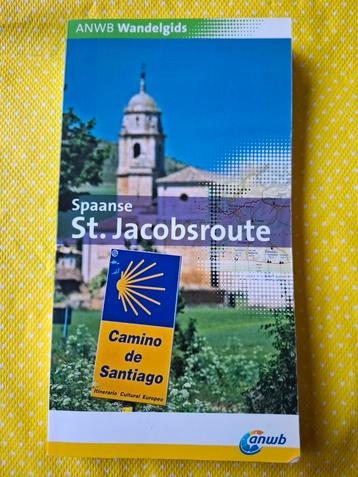 ANWB Wandelgids
Spaanse
St. Jacobsroute
Camino
de
Santiago
Itinerario Cultural Europeo
anwb